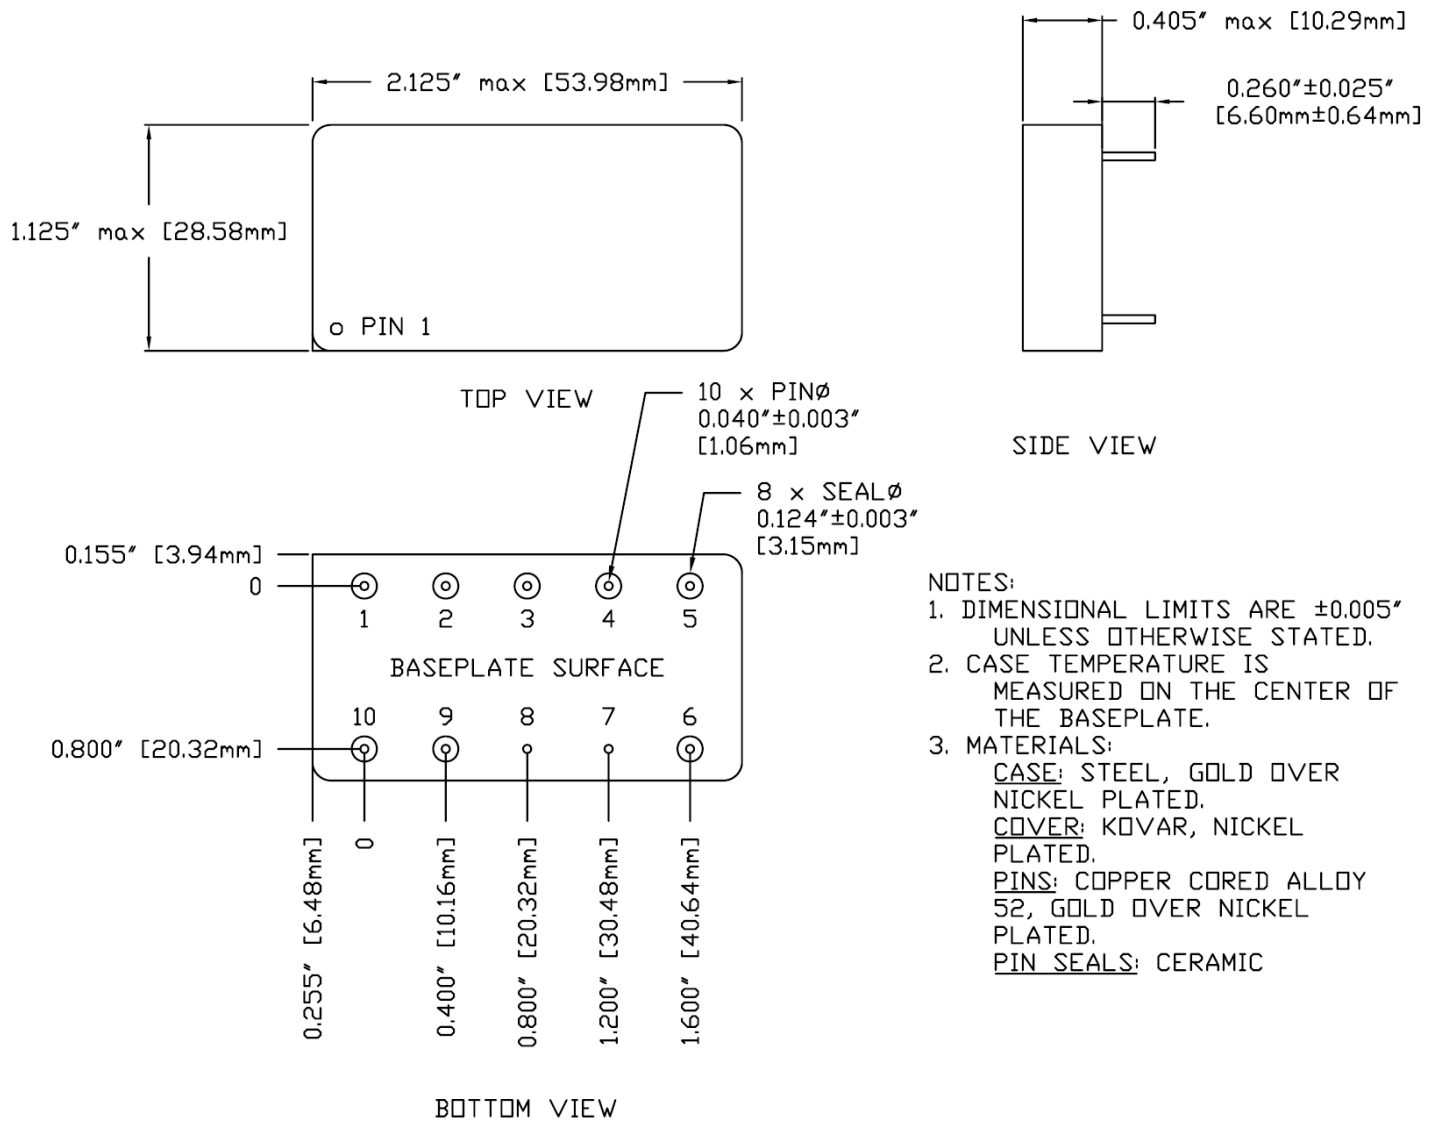 0.405″ max [10.29mm]
2.125″ max [53.98mm]
0.260″±0.025″
[6.60mm±0.64mm]
1.125″ max [28.58mm]
PIN 1
TOP VIEW
10 x PINØ
0.040″±0.003″
[1.06mm]
SIDE VIEW
8 x SEALØ
0.124″±0.003″
[3.15mm]
0.155″ [3.94mm]
0
1 2 3 4 5
BASEPLATE SURFACE
10 9 8 7 6
0.800″ [20.32mm]
0.255″ [6.48mm]
0
0.400″ [10.16mm]
0.800″ [20.32mm]
1.200″ [30.48mm]
1.600″ [40.64mm]
BOTTOM VIEW
NOTES:
1. DIMENSIONAL LIMITS ARE ±0.005″
UNLESS OTHERWISE STATED.
2. CASE TEMPERATURE IS
MEASURED ON THE CENTER OF
THE BASEPLATE.
3. MATERIALS:
CASE: STEEL, GOLD OVER
NICKEL PLATED.
COVER: KOVAR, NICKEL
PLATED.
PINS: COPPER CORED ALLOY
52, GOLD OVER NICKEL
PLATED.
PIN SEALS: CERAMIC